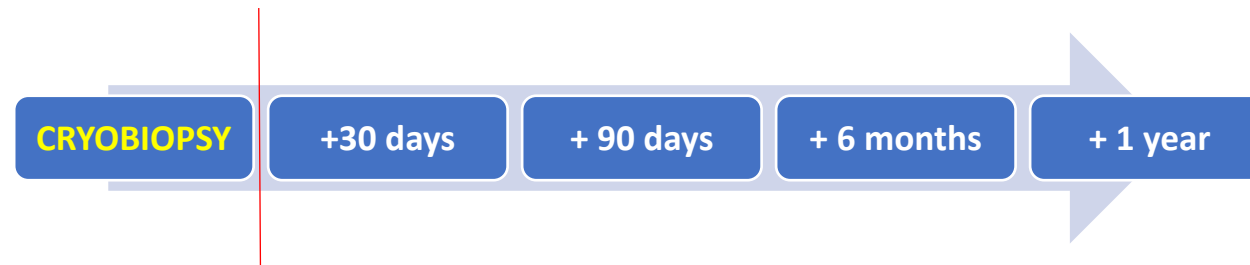 CRYOBIOPSY
+30 days
+ 90 days
+ 6 months
+ 1 year